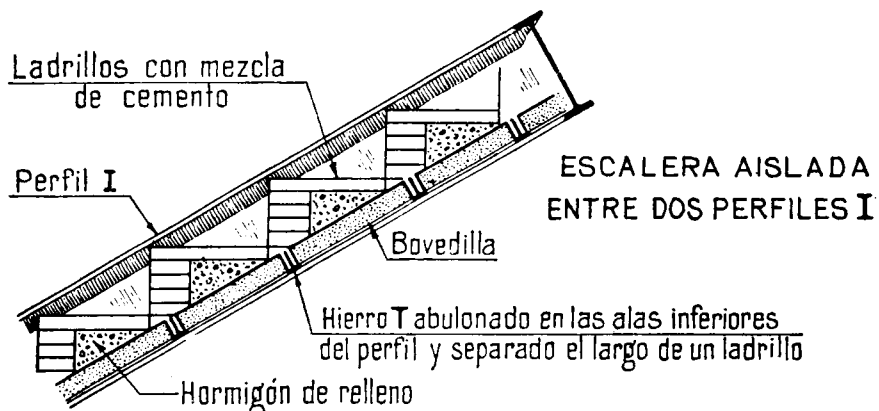 Ladrillos con mezcla
de cemento
Perfil I
ESCALERA AISLADA
ENTRE DOS PERFILES I
Bovedilla
Hierro T abulonado en las alas inferiores
del perfil y separado el largo de un ladrillo
Hormigón de relleno